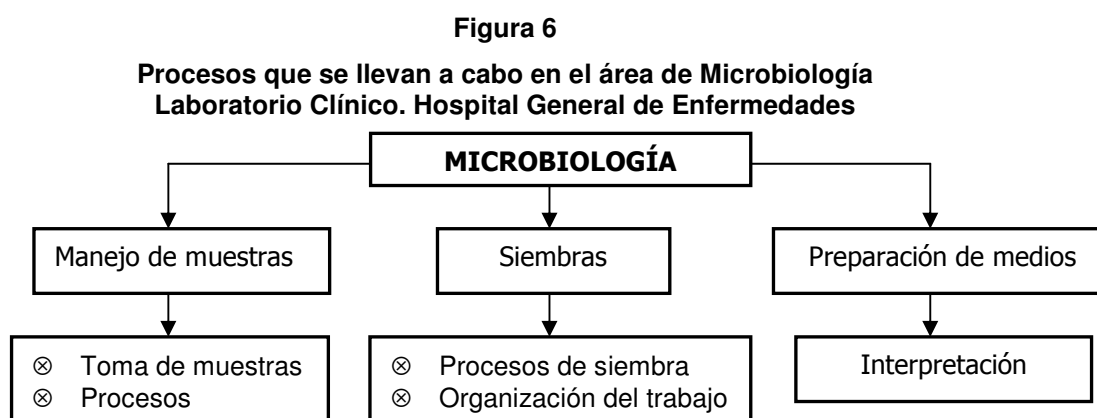 Figura 6
Procesos que se llevan a cabo en el área de Microbiología
Laboratorio Clínico. Hospital General de Enfermedades
MICROBIOLOGÍA
Manejo de muestras
Siembras
Preparación de medios
⊗ Toma de muestras
⊗ Procesos
⊗ Procesos de siembra
⊗ Organización del trabajo
Interpretación